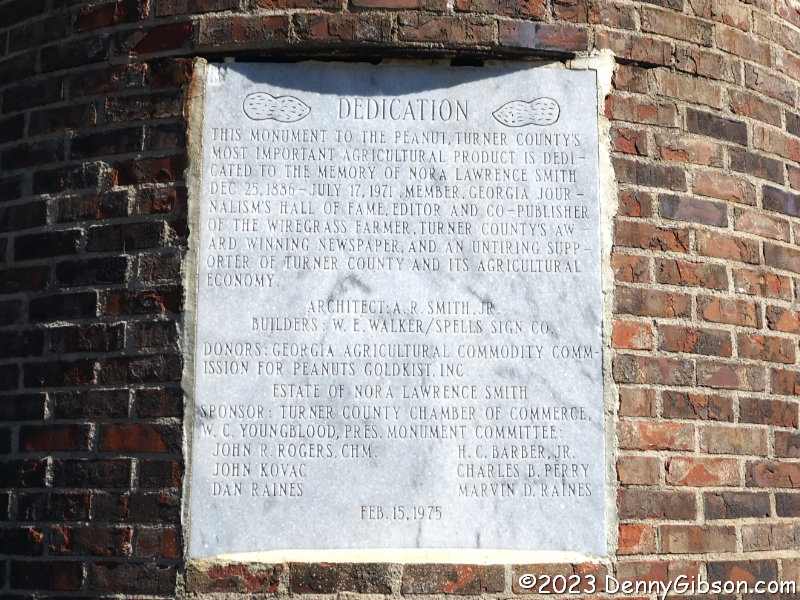 DEDICATION
THIS MONUMENT TO THE PEANUT, TURNER COUNTY'S
MOST IMPORTANT AGRICULTURAL PRODUCT IS DEDI-
CATED TO THE MEMORY OF NORA LAWRENCE SMITH
DEC. 25, 1886 - JULY 17, 1971, MEMBER, GEORGIA JOUR-
NALISM'S HALL OF FAME, EDITOR AND CO-PUBLISHER
OF THE WIREGRASS FARMER, TURNER COUNTY'S AW-
ARD WINNING NEWSPAPER, AND AN UNTIRING SUPP-
ORTER OF TURNER COUNTY AND ITS AGRICULTURAL
ECONOMY.
ARCHITECT: A. R. SMITH, JR.
BUILDERS: W. E. WALKER/SPELLS SIGN CO.
DONORS: GEORGIA AGRICULTURAL COMMODITY COMM-
ISSION FOR PEANUTS GOLDKIST, INC
ESTATE OF NORA LAWRENCE SMITH
SPONSOR: TURNER COUNTY CHAMBER OF COMMERCE,
W. C. YOUNGBLOOD, PRES. MONUMENT COMMITTEE:
JOHN R. ROGERS, CHM. H. C. BARBER, JR.
JOHN KOVAC CHARLES B. PERRY
DAN RAINES MARVIN D. RAINES
FEB. 15, 1975
©2023 DennyGibson.com